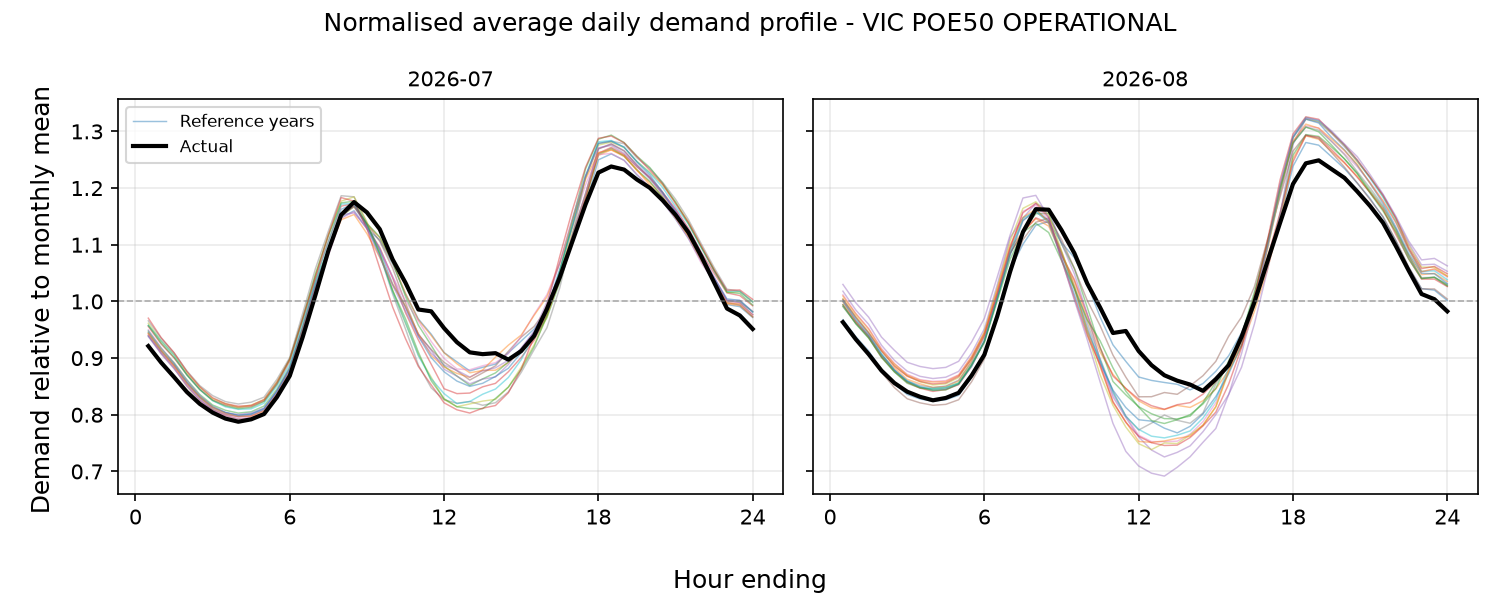 Normalised average daily demand profile - VIC POE50 OPERATIONAL
2026-07
2026-08
Demand relative to monthly mean
Reference years
Actual
1.3
1.2
1.1
1.0
0.9
0.8
0.7
0 6 12 18 24
0 6 12 18 24
Hour ending